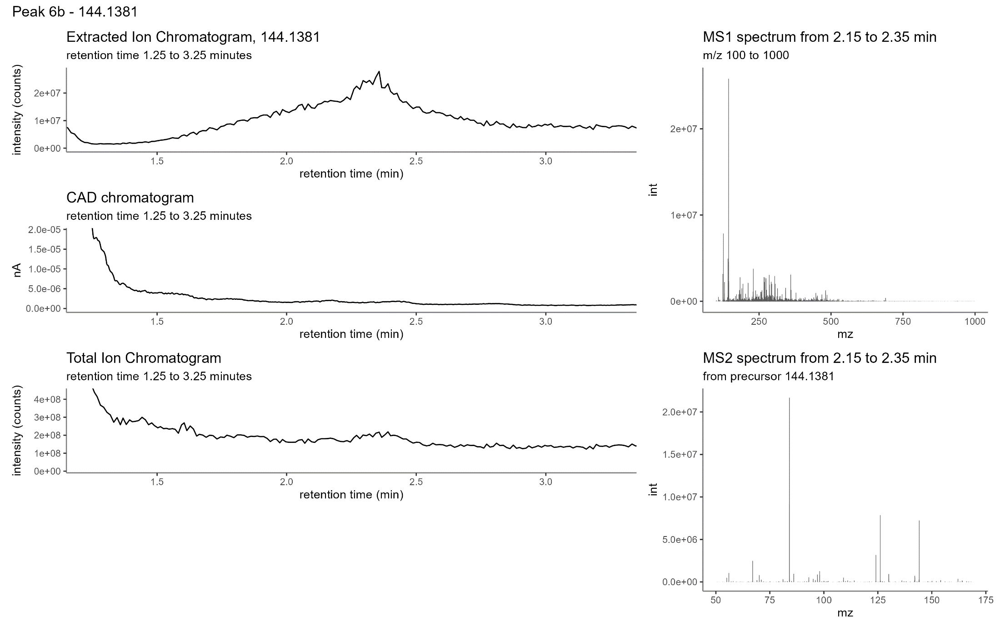 Peak 6b - 144.1381
Extracted Ion Chromatogram, 144.1381
retention time 1.25 to 3.25 minutes
intensity (counts)
2e+07
1e+07
0e+00
1.5 2.0 2.5 3.0
retention time (min)
CAD chromatogram
retention time 1.25 to 3.25 minutes
nA
2.0e-05
1.5e-05
1.0e-05
5.0e-06
0.0e+00
1.5 2.0 2.5 3.0
retention time (min)
Total Ion Chromatogram
retention time 1.25 to 3.25 minutes
intensity (counts)
4e+08
3e+08
2e+08
1e+08
0e+00
1.5 2.0 2.5 3.0
retention time (min)
MS1 spectrum from 2.15 to 2.35 min
m/z 100 to 1000
int
2e+07
1e+07
0e+00
250 500 750 1000
mz
MS2 spectrum from 2.15 to 2.35 min
from precursor 144.1381
int
2.0e+07
1.5e+07
1.0e+07
5.0e+06
0.0e+00
50 75 100 125 150 175
mz